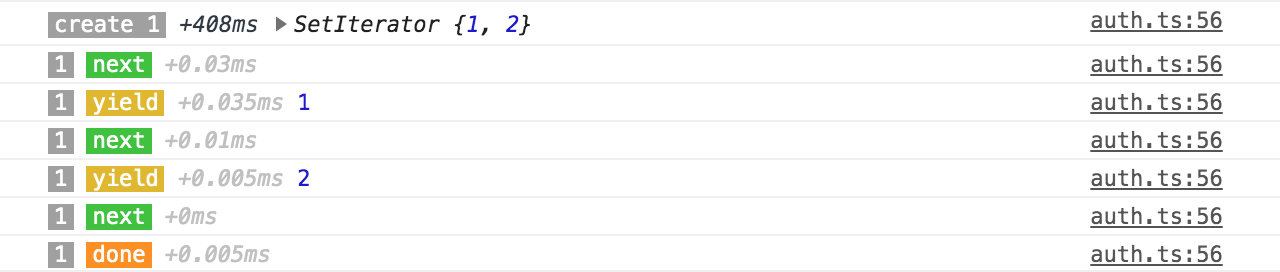 create 1 +408ms ▶ SetIterator {1, 2} auth.ts:56
1 next +0.03ms auth.ts:56
1 yield +0.035ms 1 auth.ts:56
1 next +0.01ms auth.ts:56
1 yield +0.005ms 2 auth.ts:56
1 next +0ms auth.ts:56
1 done +0.005ms auth.ts:56